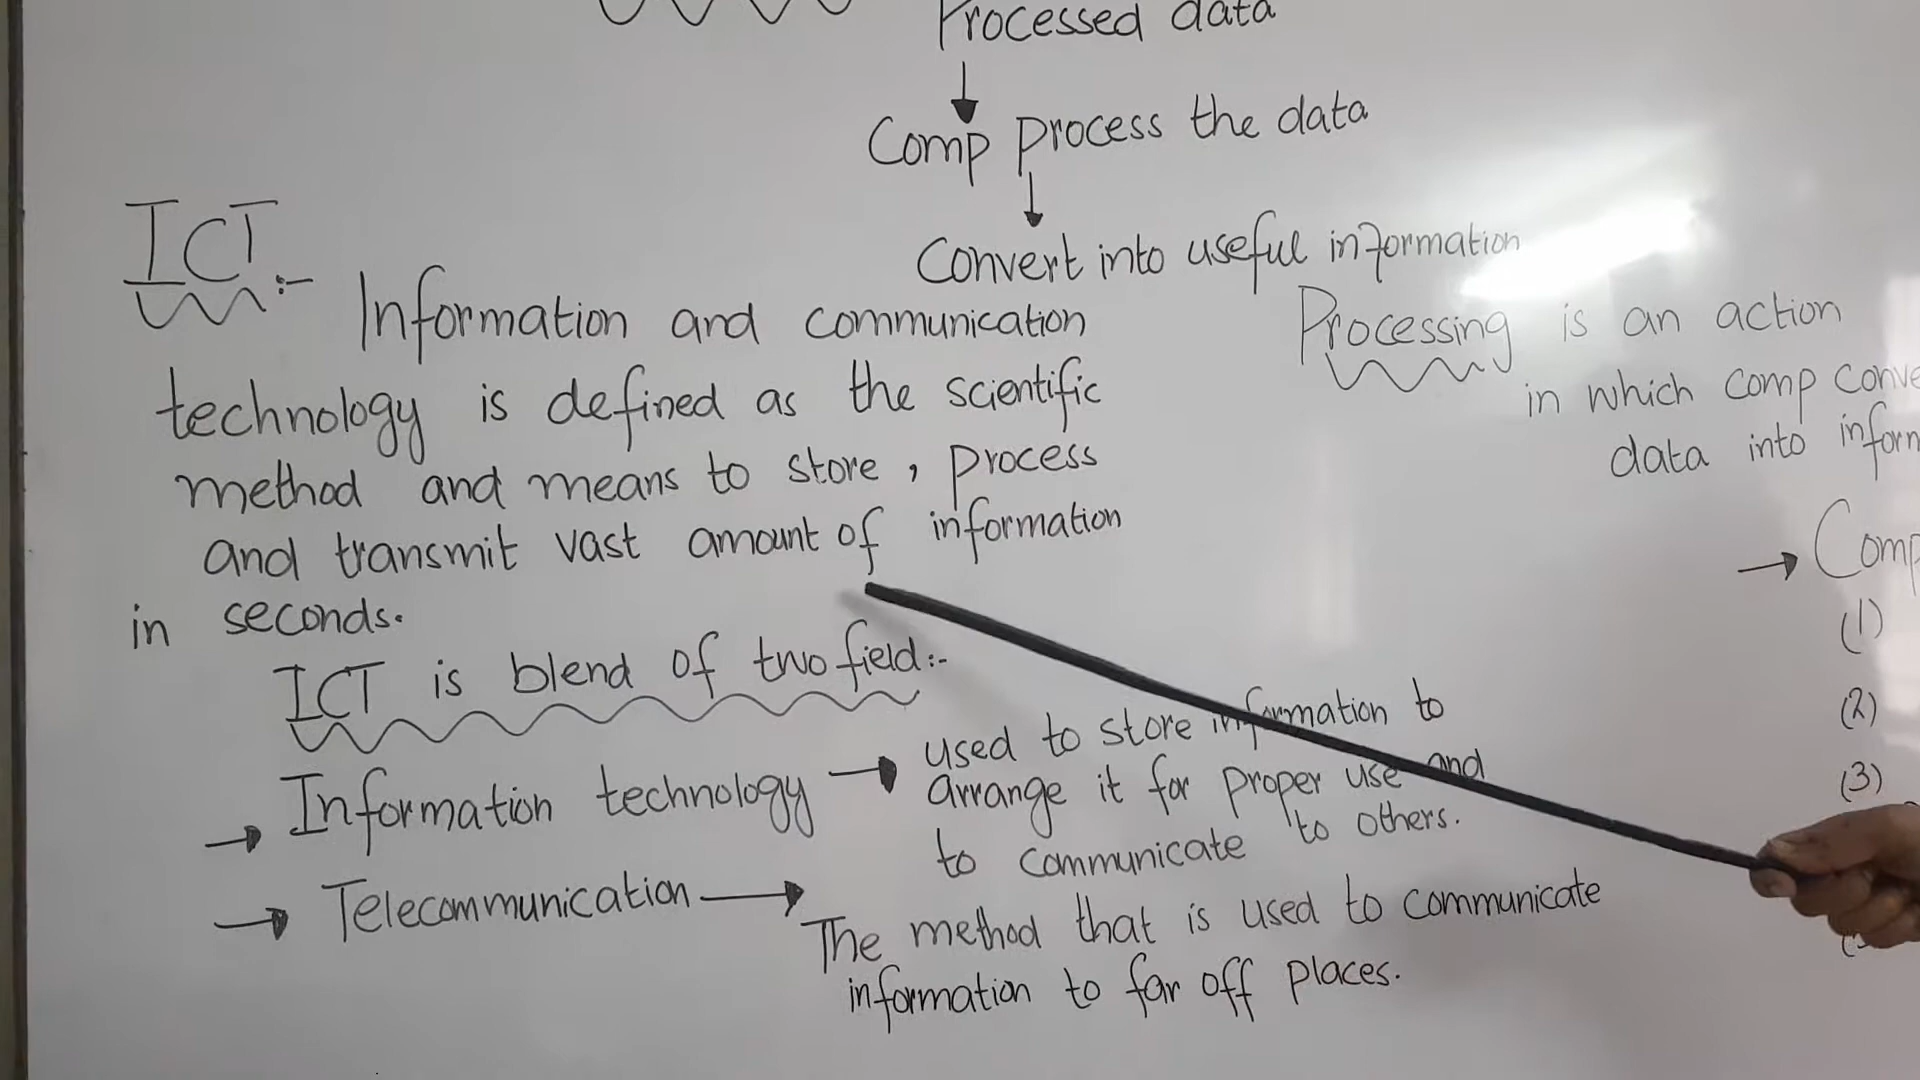 Processed data
Comp process the data
Convert into useful information
ICT:-
Information and communication
technology is defined as the scientific
method and means to store, process
and transmit vast amount of information
in seconds.
ICT is blend of two field:-
→ Information technology →
used to store information to
arrange it for proper use and
to communicate to others.
→ Telecommunication →
The method that is used to communicate
information to far off places.
Processing is an action
in which comp
data into
→ Comp
(1)
(2)
(3)